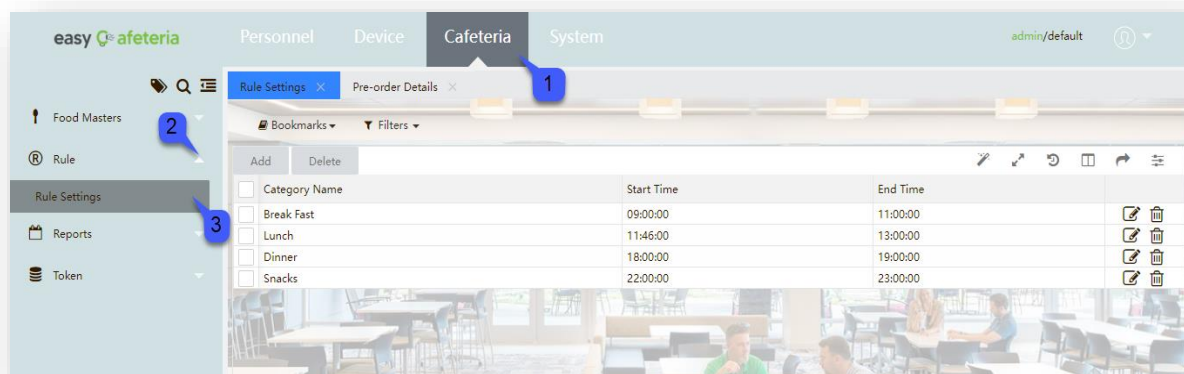 easy Cafeteria Personnel Device Cafeteria System admin/default
1
Rule Settings × Pre-order Details ×
Food Masters
2
Bookmarks Filters
Rule
Add Delete
Category Name Start Time End Time
Rule Settings
3
Break Fast 09:00:00 11:00:00
Reports
Lunch 11:46:00 13:00:00
Dinner 18:00:00 19:00:00
Token
Snacks 22:00:00 23:00:00